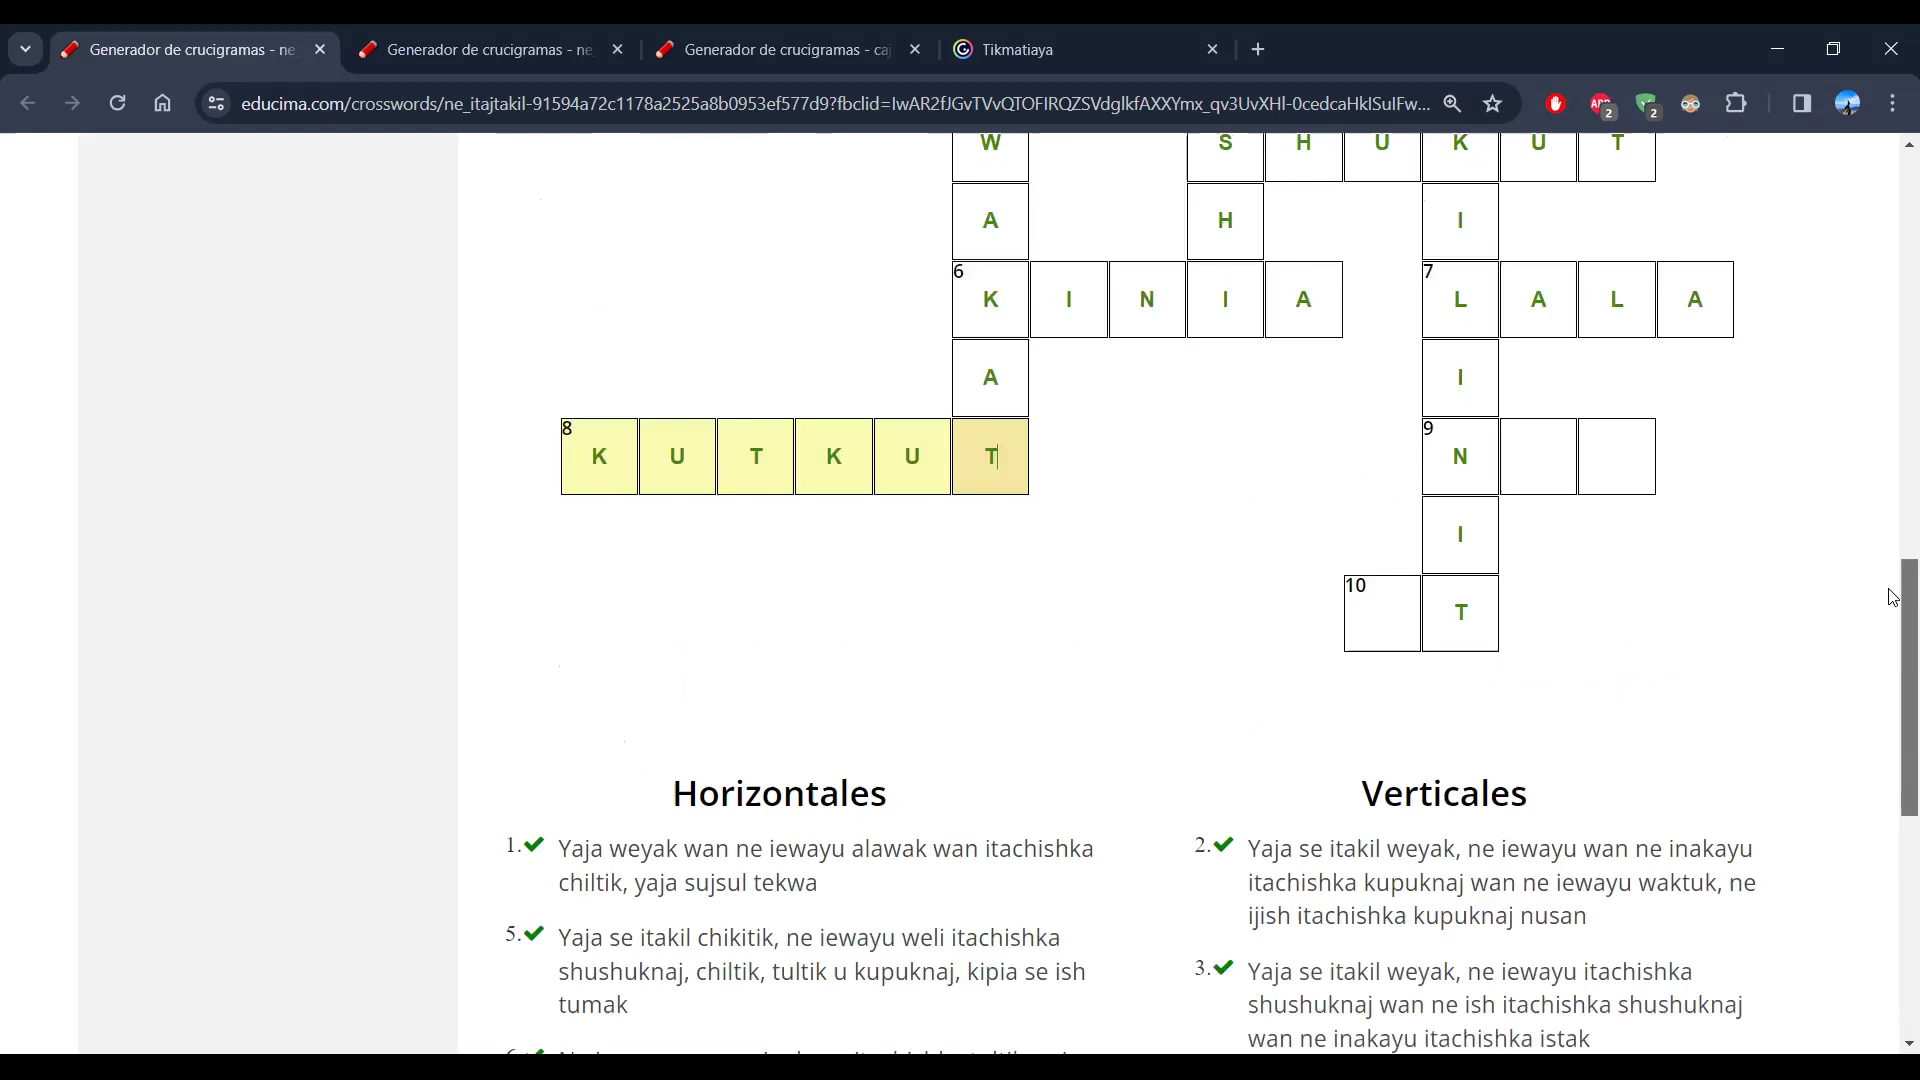 Generador de crucigramas - ne
Generador de crucigramas - ne
Generador de crucigramas - caj
Tikmatiaya
educima.com/crosswords/ne_itajtakil-91594a72c1178a2525a8b0953ef577d9?fbclid=IwAR2fJGvTVvQTOFIRQZSVdglkfAXXYmx_qv3UvXHl-0cedcaHklSulFw...
ABP 2
2
W S H U K U T
A H I
6 K I N I A 7 L A L A
A I
8 K U T K U T 9 N
I
10 T
Horizontales
1. Yaja weyak wan ne iewayu alawak wan itachishka
chiltik, yaja sujsul tekwa
5. Yaja se itakil chikitik, ne iewayu weli itachishka
shushuknaj, chiltik, tultik u kupuknaj, kipia se ish
tumak
Verticales
2. Yaja se itakil weyak, ne iewayu wan ne inakayu
itachishka kupuknaj wan ne iewayu waktuk, ne
ijish itachishka kupuknaj nusan
3. Yaja se itakil weyak, ne iewayu itachishka
shushuknaj wan ne ish itachishka shushuknaj
wan ne inakayu itachishka istak